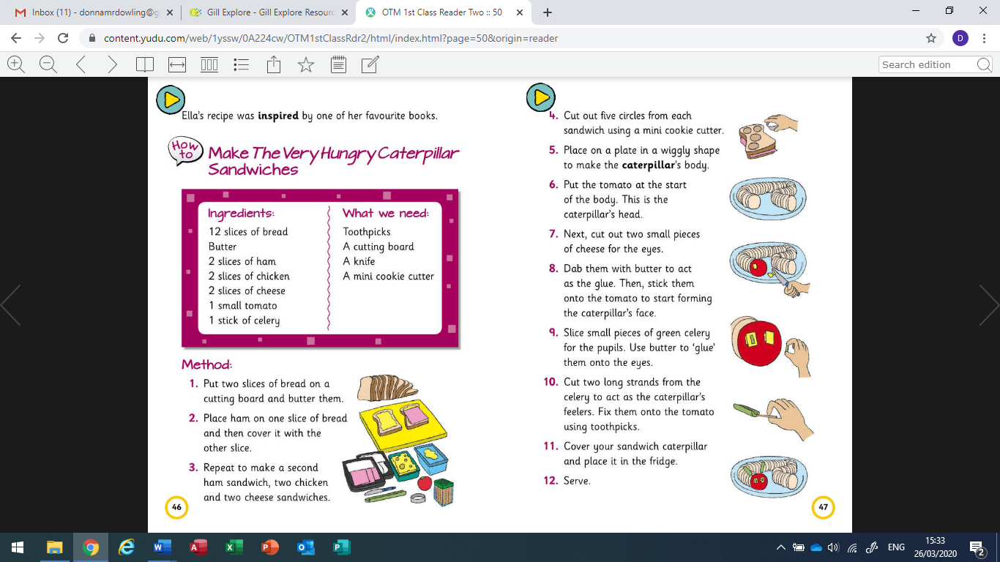 Inbox (11) - donnamrdowling@g
Gill Explore - Gill Explore Resourc
OTM 1st Class Reader Two :: 50
content.yudu.com/web/1yssw/0A224cw/OTM1stClassRdr2/html/index.html?page=50&origin=reader
D
Search edition
Ella's recipe was inspired by one of her favourite books.
How to
Make The Very Hungry Caterpillar
Sandwiches
Ingredients:
12 slices of bread
Butter
2 slices of ham
2 slices of chicken
2 slices of cheese
1 small tomato
1 stick of celery
What we need:
Toothpicks
A cutting board
A knife
A mini cookie cutter
Method:
1. Put two slices of bread on a
cutting board and butter them.
2. Place ham on one slice of bread
and then cover it with the
other slice.
3. Repeat to make a second
ham sandwich, two chicken
and two cheese sandwiches.
46
4. Cut out five circles from each
sandwich using a mini cookie cutter.
5. Place on a plate in a wiggly shape
to make the caterpillar's body.
6. Put the tomato at the start
of the body. This is the
caterpillar's head.
7. Next, cut out two small pieces
of cheese for the eyes.
8. Dab them with butter to act
as the glue. Then, stick them
onto the tomato to start forming
the caterpillar's face.
9. Slice small pieces of green celery
for the pupils. Use butter to 'glue'
them onto the eyes.
10. Cut two long strands from the
celery to act as the caterpillar's
feelers. Fix them onto the tomato
using toothpicks.
11. Cover your sandwich caterpillar
and place it in the fridge.
12. Serve.
47
ENG
15:33
26/03/2020
2